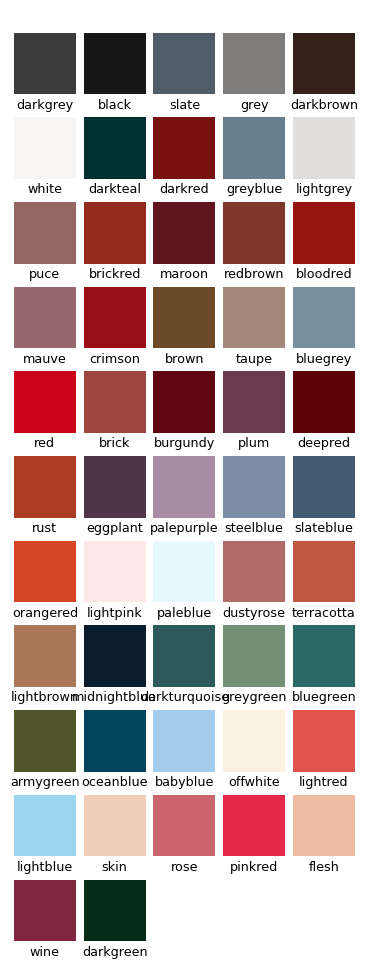 darkgrey black slate grey darkbrown
white darkteal darkred greyblue lightgrey
puce brickred maroon redbrown bloodred
mauve crimson brown taupe bluegrey
red brick burgundy plum deepred
rust eggplant palepurple steelblue slateblue
orangered lightpink paleblue dustyrose terracotta
lightbrown midnightblue darkturquoise greygreen bluegreen
armygreen oceanblue babyblue offwhite lightred
lightblue skin rose pinkred flesh
wine darkgreen